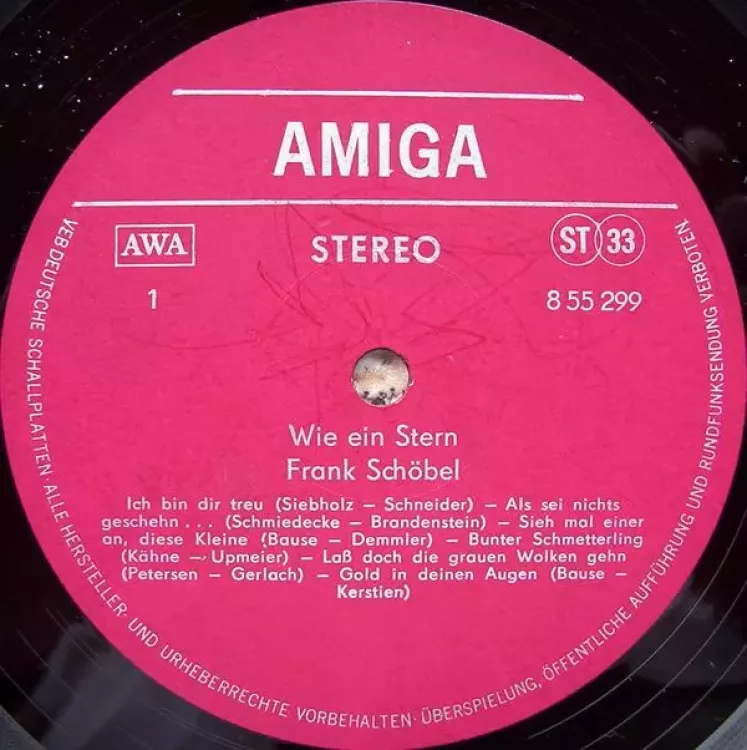 AMIGA
AWA
STEREO
ST 33
1
8 55 299
Wie ein Stern
Frank Schöbel
Ich bin dir treu (Siebholz – Schneider) – Als sei nichts
geschehn . . . (Schmiedecke – Brandenstein) – Sieh mal einer
an, diese Kleine (Bause – Demmler) – Bunter Schmetterling
(Kähne – Upmeier) – Laß doch die grauen Wolken gehn
(Petersen – Gerlach) – Gold in deinen Augen (Bause –
Kerstien)
VEB DEUTSCHE SCHALLPLATTEN · ALLE HERSTELLER- UND URHEBERRECHTE VORBEHALTEN · ÜBERSPIELUNG, ÖFFENTLICHE AUFFÜHRUNG UND RUNDFUNKSENDUNG VERBOTEN.